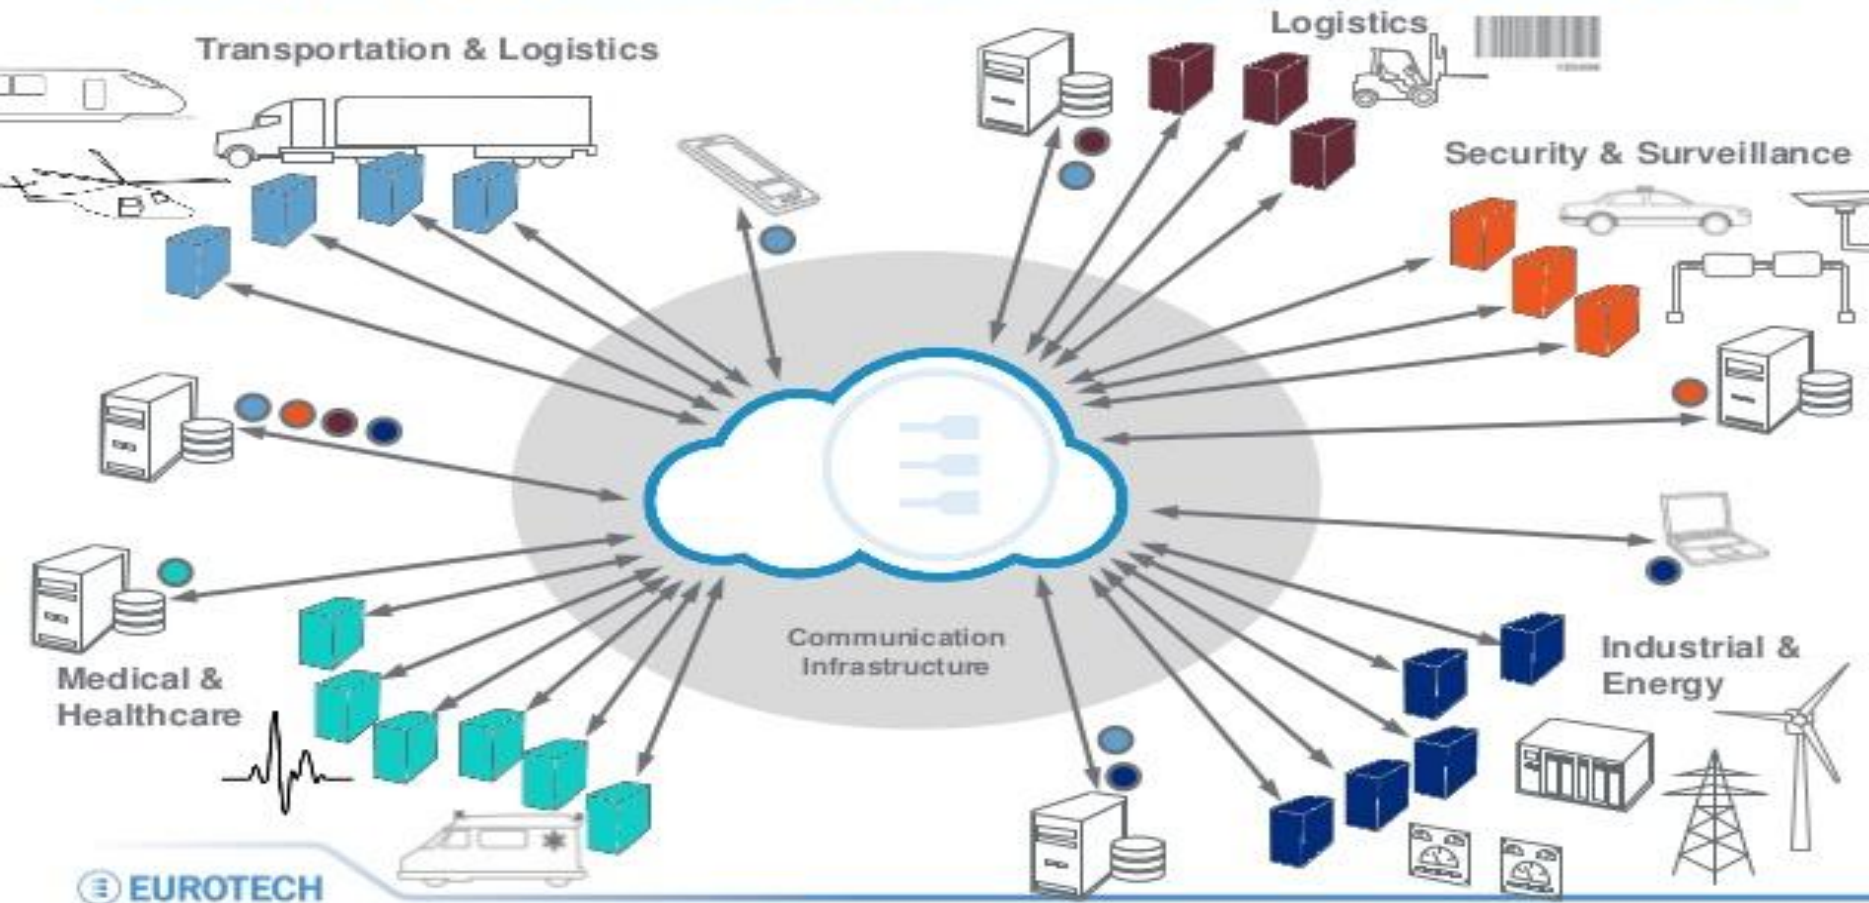 Transportation & Logistics
Logistics
Security & Surveillance
Communication
Infrastructure
Medical &
Healthcare
Industrial &
Energy
EUROTECH